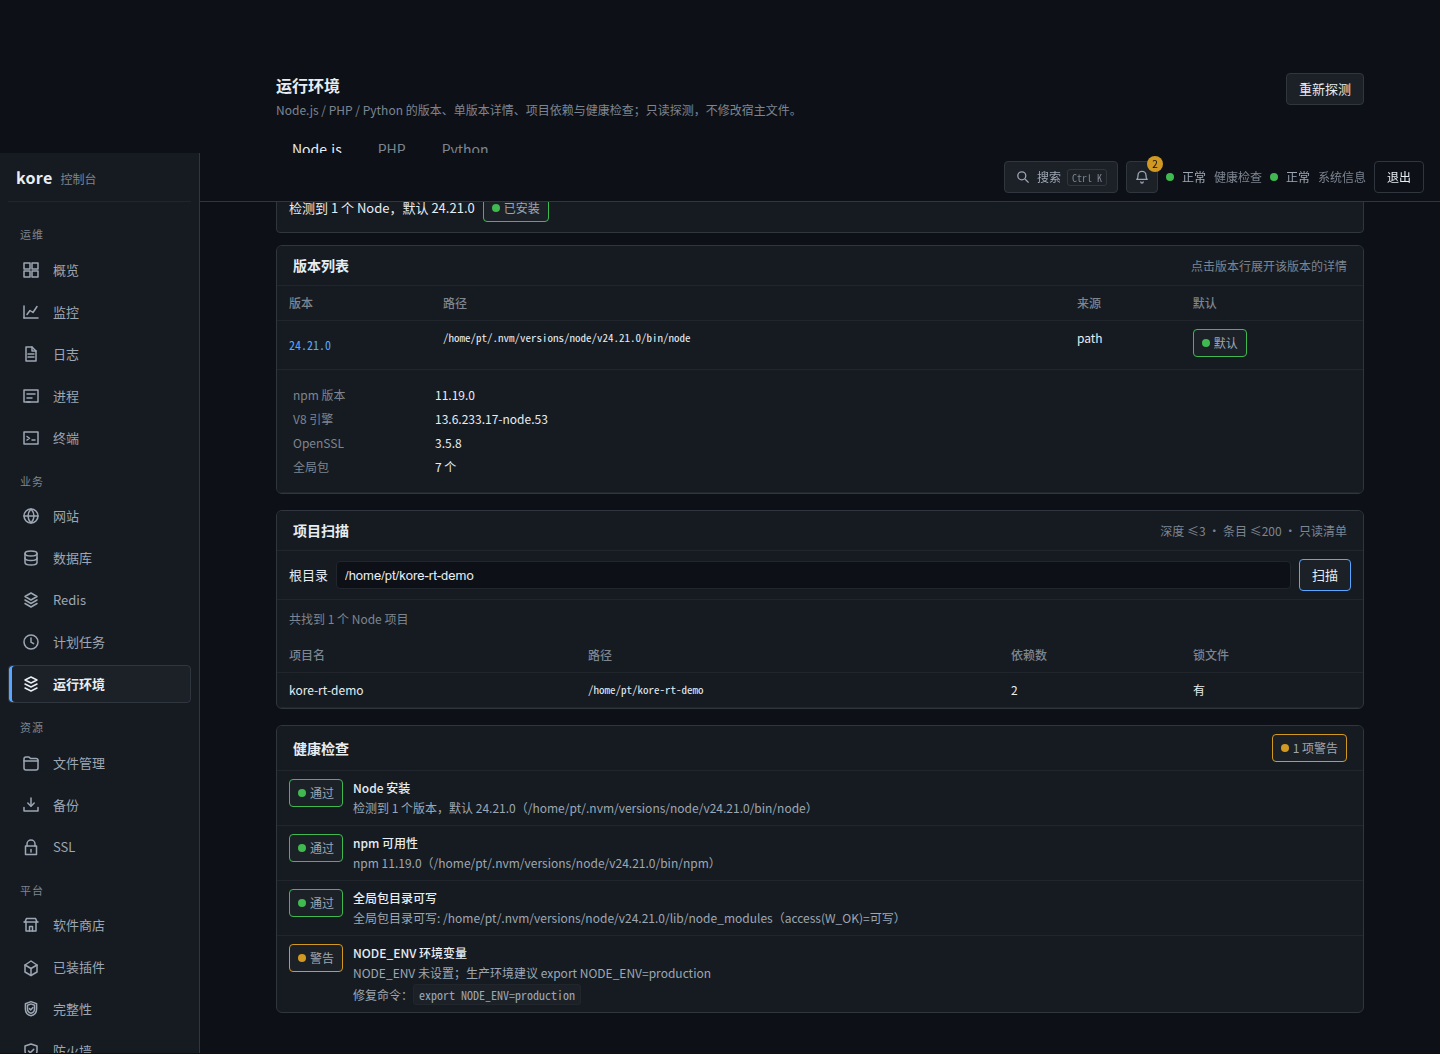 运行环境
重新探测
Node.js / PHP / Python 的版本、单版本详情、项目依赖与健康检查；只读探测，不修改宿主文件。
Node.js PHP Python
kore 控制台
搜索 Ctrl K 2 正常 健康检查 正常 系统信息 退出
检测到 1 个 Node，默认 24.21.0 已安装
运维
概览
监控
日志
进程
终端
业务
网站
数据库
Redis
计划任务
运行环境
资源
文件管理
备份
SSL
平台
软件商店
已装插件
完整性
防火墙
版本列表
点击版本行展开该版本的详情
版本 路径 来源 默认
24.21.0 /home/pt/.nvm/versions/node/v24.21.0/bin/node path 默认
npm 版本 11.19.0
V8 引擎 13.6.233.17-node.53
OpenSSL 3.5.8
全局包 7 个
项目扫描
深度 ≤3 · 条目 ≤200 · 只读清单
根目录 /home/pt/kore-rt-demo 扫描
共找到 1 个 Node 项目
项目名 路径 依赖数 锁文件
kore-rt-demo /home/pt/kore-rt-demo 2 有
健康检查
1 项警告
通过 Node 安装
检测到 1 个版本，默认 24.21.0（/home/pt/.nvm/versions/node/v24.21.0/bin/node）
通过 npm 可用性
npm 11.19.0（/home/pt/.nvm/versions/node/v24.21.0/bin/npm）
通过 全局包目录可写
全局包目录可写: /home/pt/.nvm/versions/node/v24.21.0/lib/node_modules（access(W_OK)=可写）
警告 NODE_ENV 环境变量
NODE_ENV 未设置；生产环境建议 export NODE_ENV=production
修复命令： export NODE_ENV=production